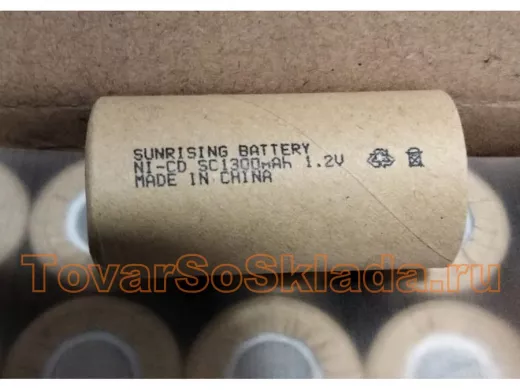 SUNRISING BATTERY
NI-CD SC1300mAh 1.2V
MADE IN CHINA
TovarSoSklada.ru